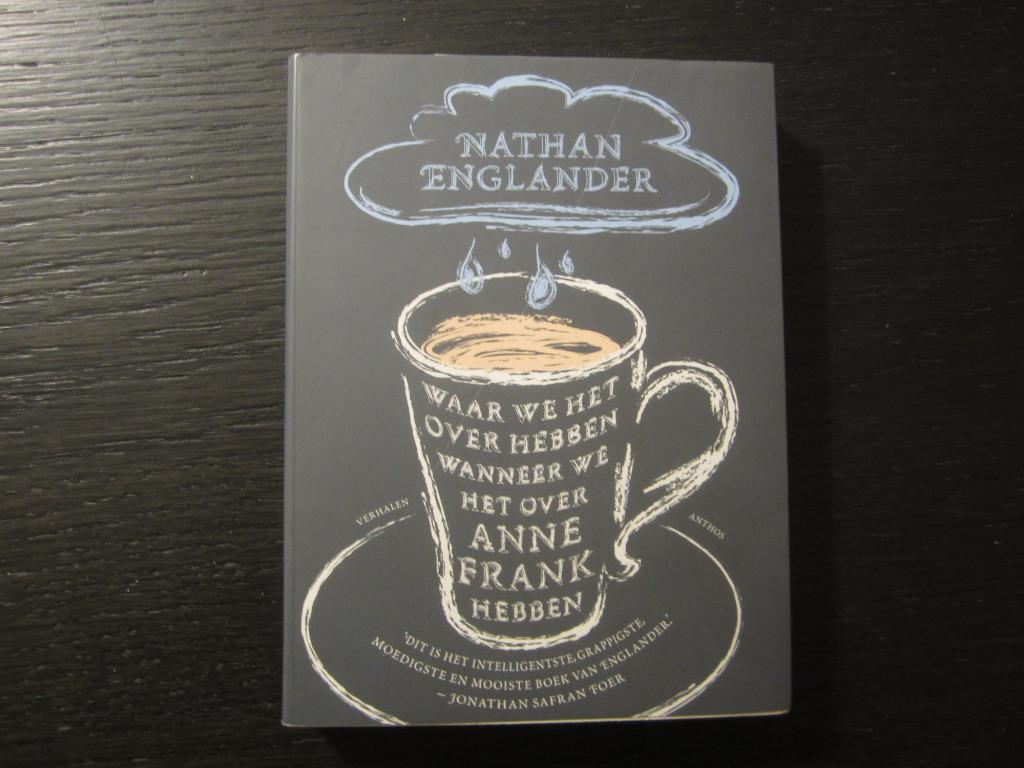 NATHAN
ENGLANDER
WAAR WE HET
OVER HEBBEN
WANNEER WE
HET OVER
ANNE
FRANK
HEBBEN
VERHALEN
ANTHOS
'DIT IS HET INTELLIGENTSTE, GRAPPIGSTE,
MOEDIGSTE EN MOOISTE BOEK VAN ENGLANDER.'
– JONATHAN SAFRAN FOER